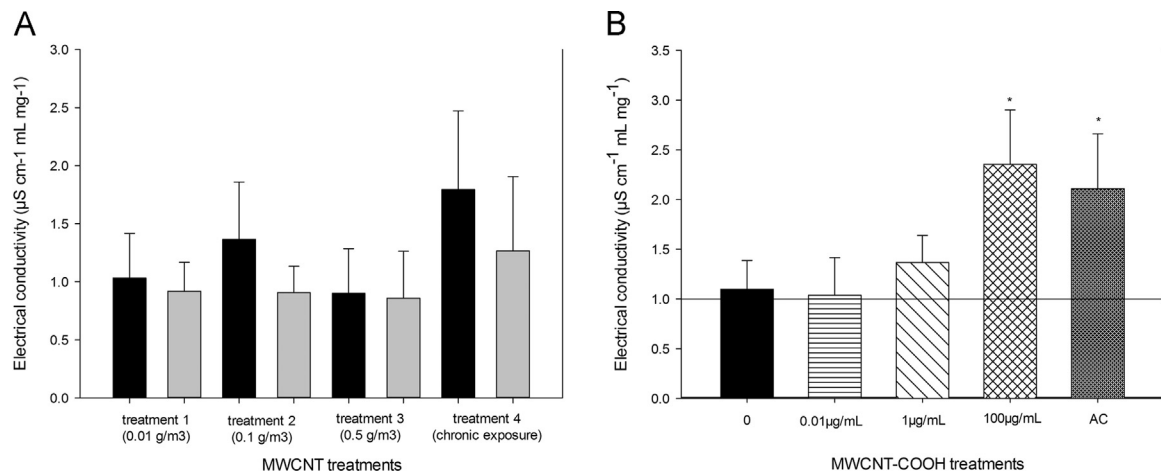 A
Electrical conductivity (µS cm-1 mL mg-1)
3.0
2.5
2.0
1.5
1.0
0.5
0.0
treatment 1 treatment 2 treatment 3 treatment 4
(0.01 g/m3) (0.1 g/m3) (0.5 g/m3) (chronic exposure)
MWCNT treatments
B
Electrical conductivity (µS cm⁻¹ mL mg⁻¹)
3.5
3.0
2.5
2.0
1.5
1.0
0.5
0.0
* *
0 0.01µg/mL 1µg/mL 100µg/mL AC
MWCNT-COOH treatments